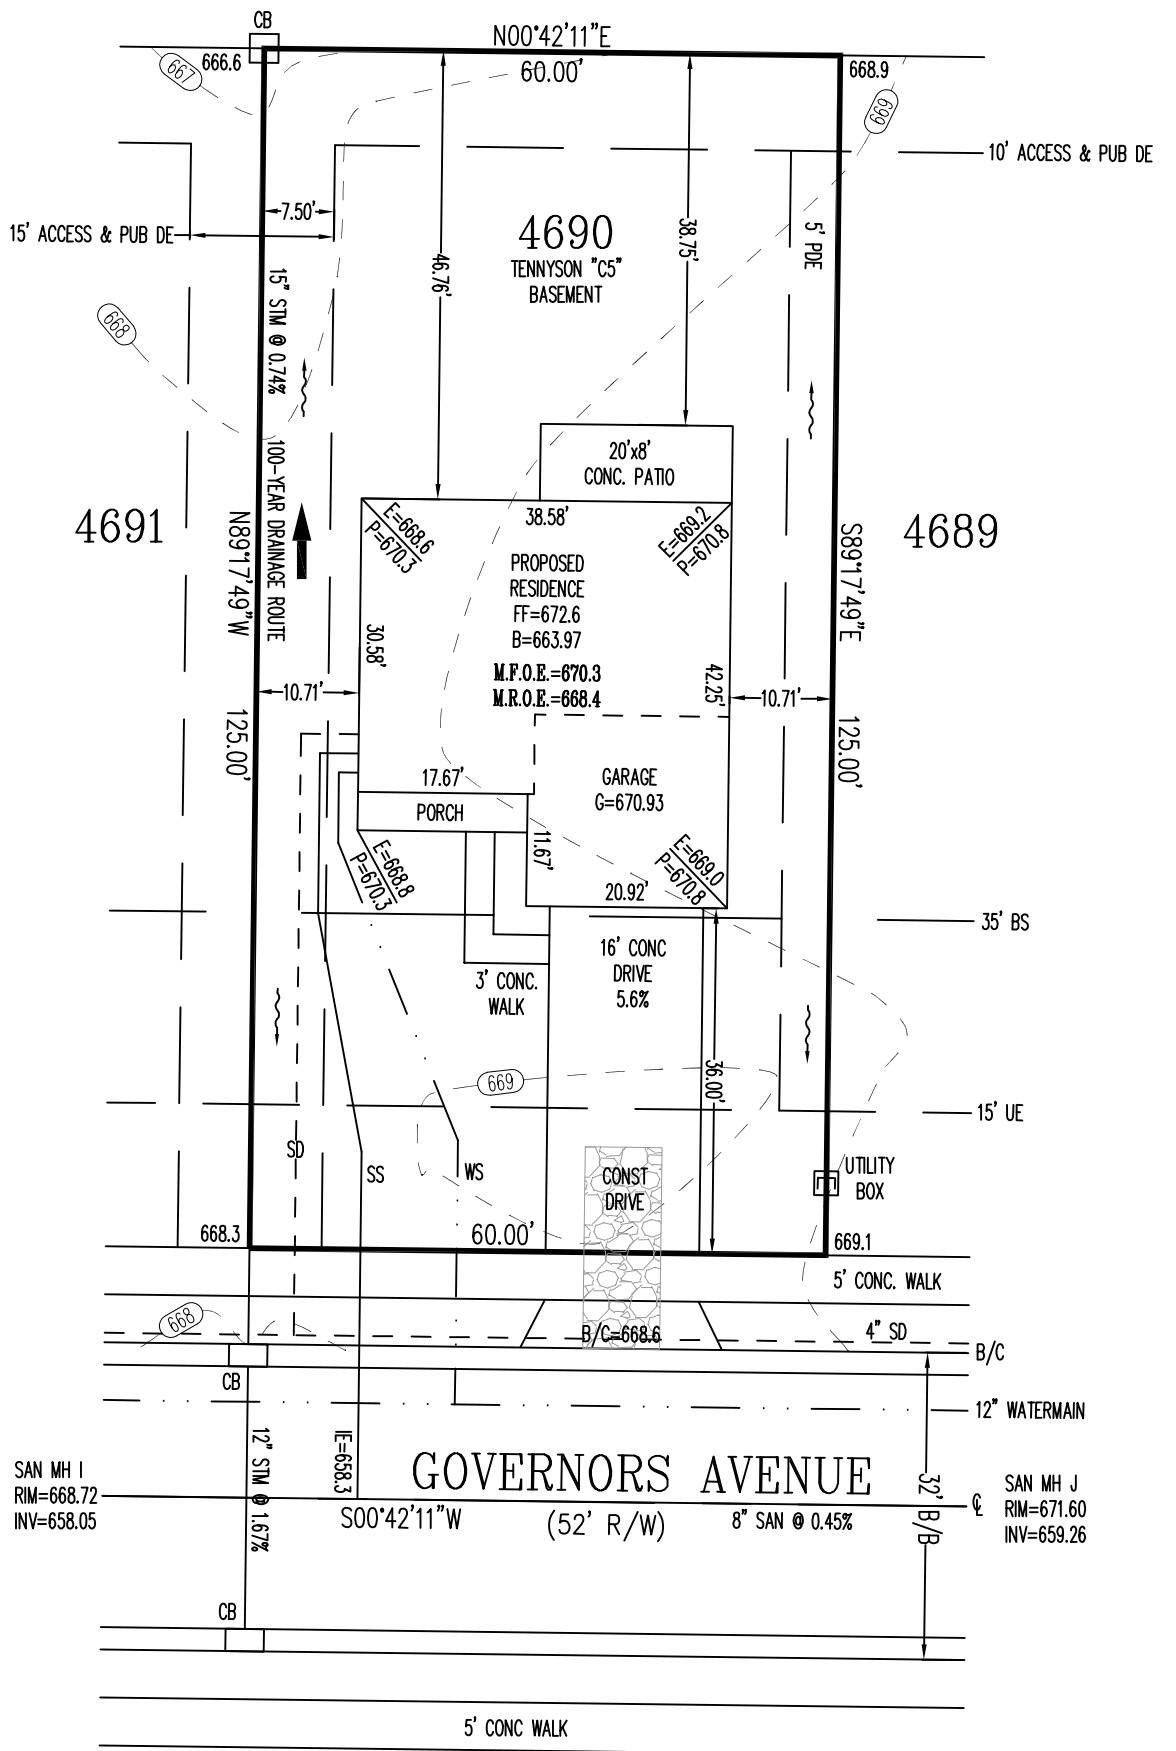 CB
N00°42'11"E
666.6
60.00'
668.9
667
669
10' ACCESS & PUB DE
7.50'
15' ACCESS & PUB DE
4690
TENNYSON "C5"
BASEMENT
46.76'
38.75'
5' PDE
15" STM @ 0.74%
668
20'x8'
CONC. PATIO
100-YEAR DRAINAGE ROUTE
4691
N89°17'49"W
125.00'
E=668.6
P=670.3
38.58'
E=669.2
P=670.8
4689
S89°17'49"E
125.00'
PROPOSED
RESIDENCE
FF=672.6
B=663.97
M.F.O.E.=670.3
M.R.O.E.=668.4
30.58'
42.25'
10.71'
10.71'
17.67'
PORCH
GARAGE
G=670.93
11.67'
E=668.8
P=670.3
E=669.0
P=670.8
20.92'
35' BS
16' CONC
DRIVE
5.6%
3' CONC.
WALK
36.00'
669
15' UE
SD
SS
WS
CONST
DRIVE
UTILITY
BOX
668.3
60.00'
669.1
5' CONC. WALK
668
B/C=668.6
4" SD
B/C
CB
12" WATERMAIN
12" STM @ 1.67%
IE=658.3
GOVERNORS AVENUE
SAN MH I
RIM=668.72
INV=658.05
S00°42'11"W
(52' R/W)
8" SAN @ 0.45%
32' B/B
℄
SAN MH J
RIM=671.60
INV=659.26
CB
5' CONC WALK